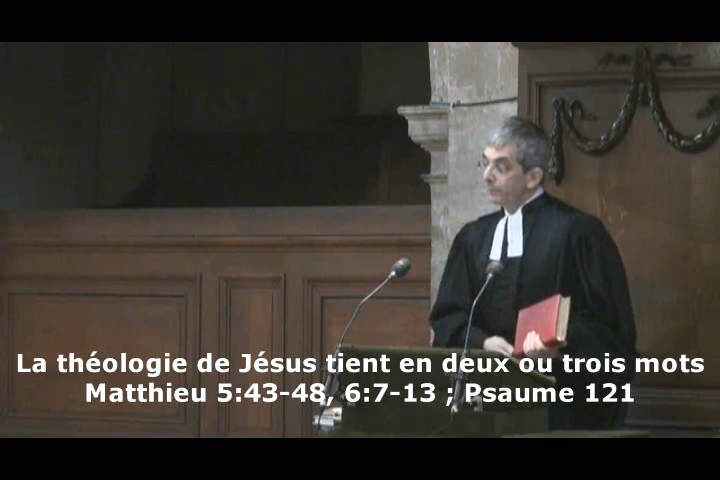 La théologie de Jésus tient en deux ou trois mots
Matthieu 5:43-48, 6:7-13 ; Psaume 121